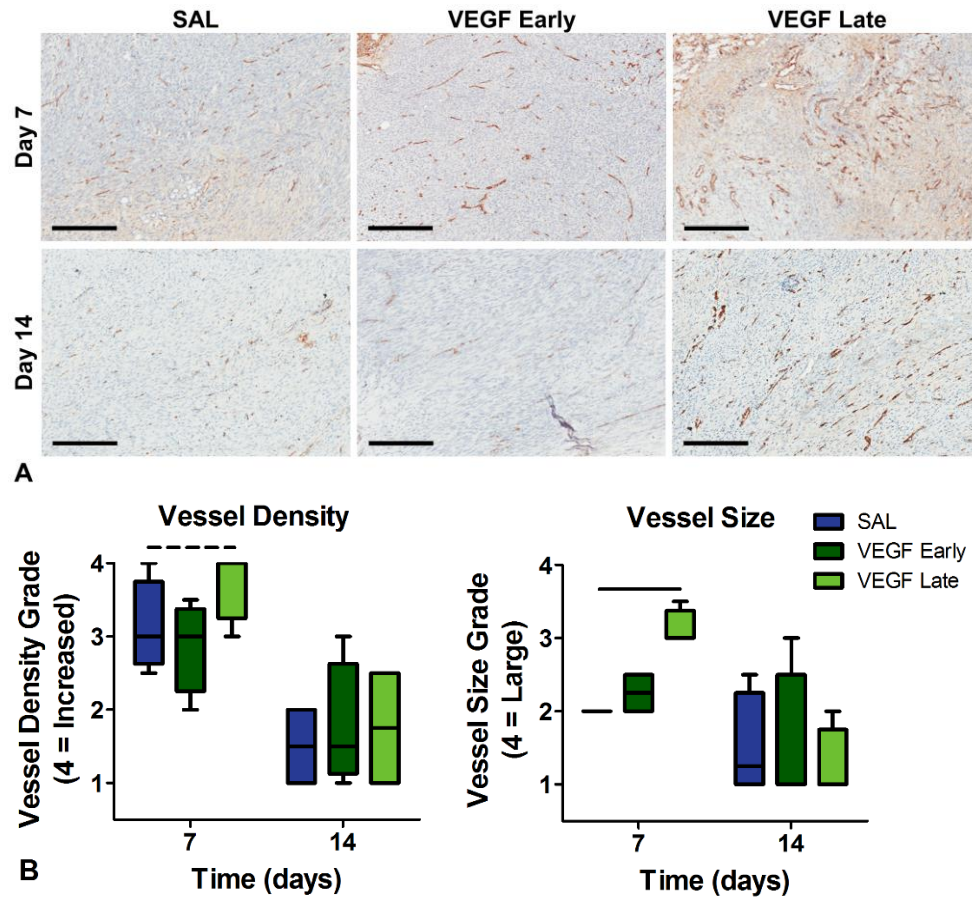 SAL VEGF Early VEGF Late
Day 7
Day 14
A
Vessel Density
Vessel Density Grade
(4 = Increased)
4
3
2
1
7 14
Time (days)
Vessel Size
Vessel Size Grade
(4 = Large)
4
3
2
1
7 14
Time (days)
SAL
VEGF Early
VEGF Late
B